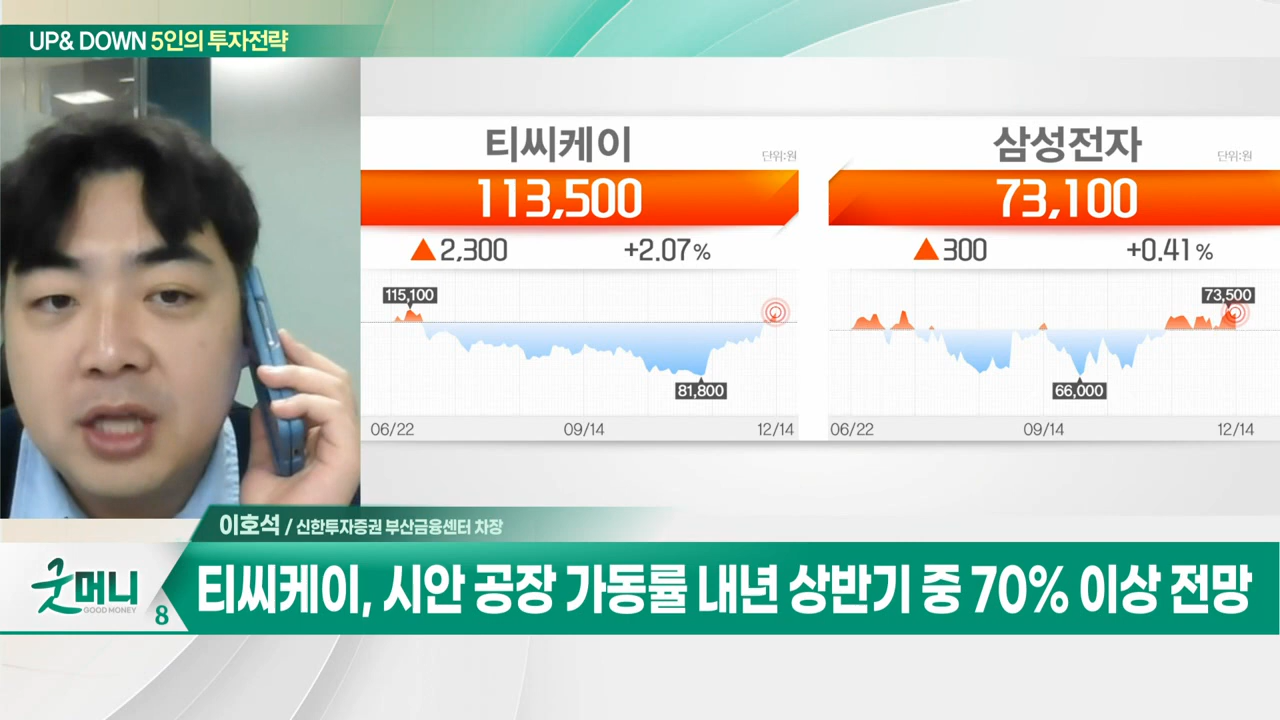 UP& DOWN 5인의 투자전략
티씨케이
단위:원
113,500
▲2,300 +2.07%
115,100
81,800
06/22 09/14 12/14
삼성전자
단위:원
73,100
▲300 +0.41%
73,500
66,000
06/22 09/14 12/14
이호석 / 신한투자증권 부산금융센터 차장
굿머니
GOOD MONEY
8
티씨케이, 시안 공장 가동률 내년 상반기 중 70% 이상 전망